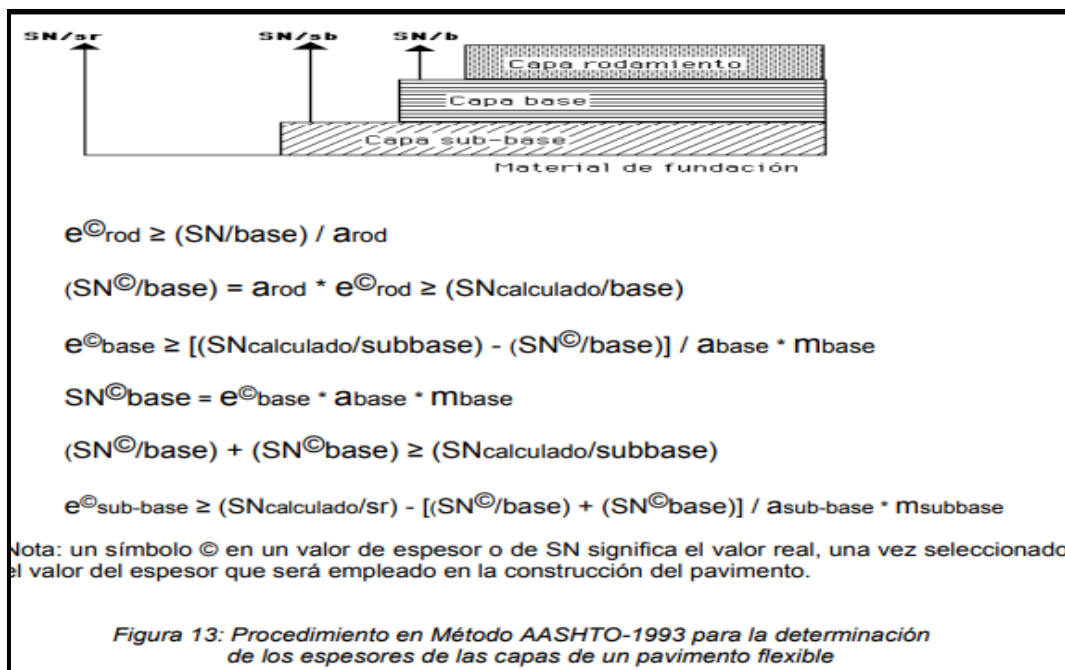 SN/sr SN/sb SN/b
Capa rodamiento
Capa base
Capa sub-base
Material de fundación
e©rod ≥ (SN/base) / arod
(SN©/base) = arod * e©rod ≥ (SNcalculado/base)
e©base ≥ [(SNcalculado/subbase) - (SN©/base)] / abase * mbase
SN©base = e©base * abase * mbase
(SN©/base) + (SN©base) ≥ (SNcalculado/subbase)
e©sub-base ≥ (SNcalculado/sr) - [(SN©/base) + (SN©base)] / asub-base * msubbase
Nota: un símbolo © en un valor de espesor o de SN significa el valor real, una vez seleccionado
el valor del espesor que será empleado en la construcción del pavimento.
Figura 13: Procedimiento en Método AASHTO-1993 para la determinación
de los espesores de las capas de un pavimento flexible